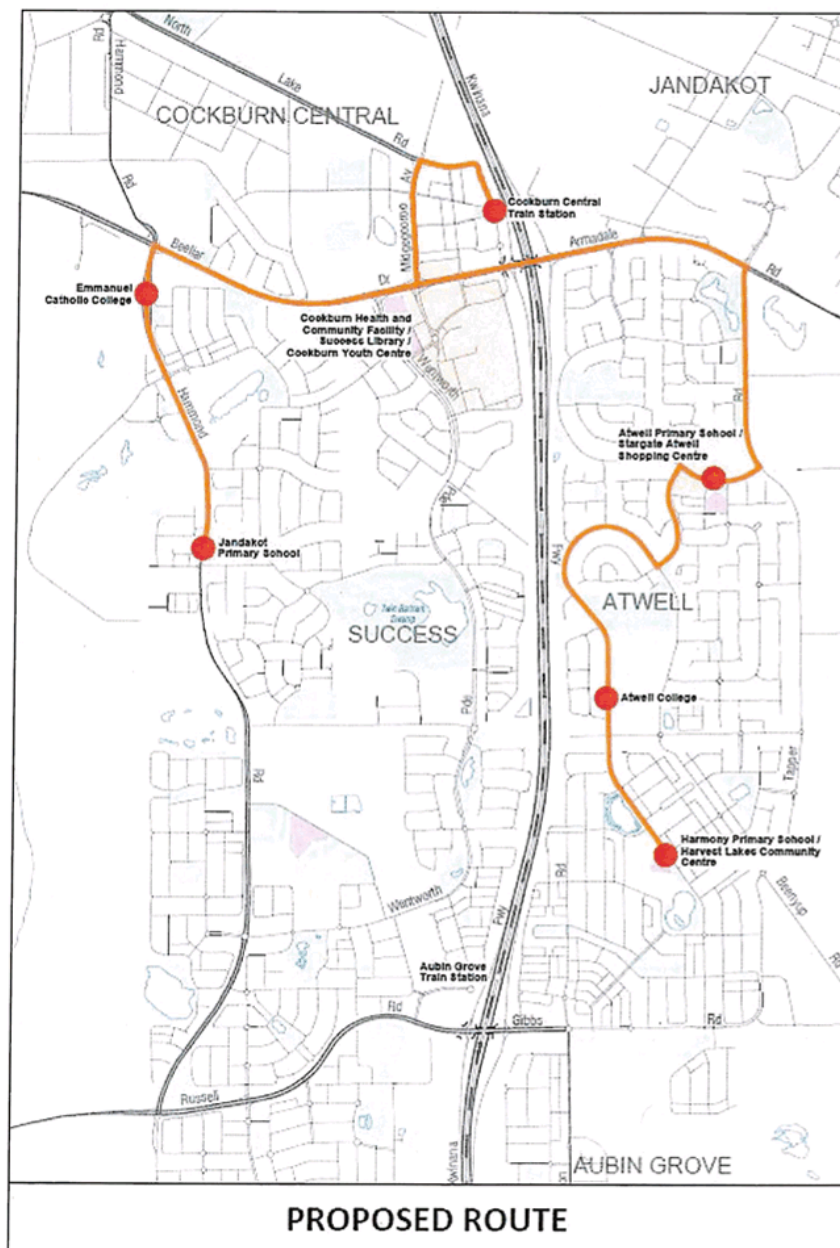 North
Rd
Hammond
Lake
Kwinana
JANDAKOT
COCKBURN CENTRAL
Rd
Av
Rd
Cockburn Central
Train Station
Midgegooroo
Beeliar
Armadale
Dr
Rd
Emmanuel
Catholic College
Cockburn Health and
Community Facility /
Success Library /
Cockburn Youth Centre
Wentworth
Hammond
Rd
Atwell Primary School /
Stargate Atwell
Shopping Centre
Pde
Jandakot
Primary School
Fwy
ATWELL
SUCCESS
Atwell College
Pde
Rd
Tapper
Harmony Primary School /
Harvest Lakes Community
Centre
Rd
Wentworth
Beenyup
Fwy
Aubin Grove
Train Station
Rd
Rd
Gibbs
Rd
Russell
Kwinana
AUBIN GROVE
PROPOSED ROUTE